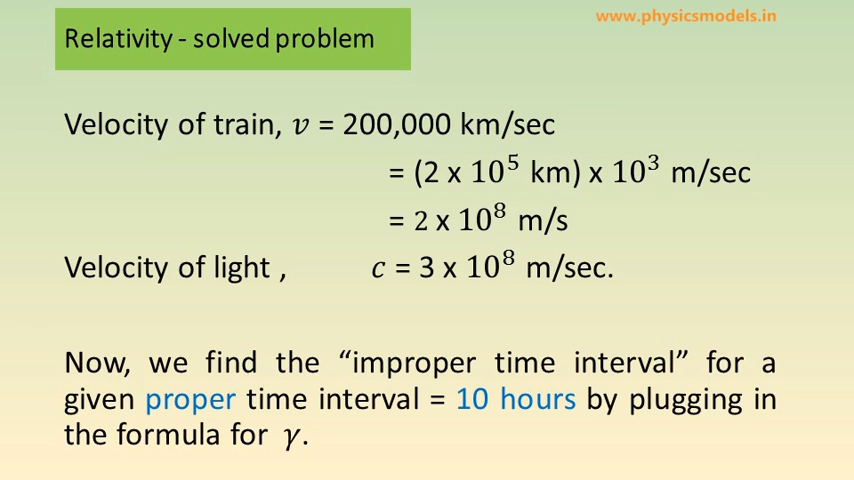 www.physicsmodels.in
Relativity - solved problem
Velocity of train, 𝑣 = 200,000 km/sec
= (2 x 10⁵ km) x 10³ m/sec
= 2 x 10⁸ m/s
Velocity of light , 𝑐 = 3 x 10⁸ m/sec.
Now, we find the “improper time interval” for a
given proper time interval = 10 hours by plugging in
the formula for 𝛾.